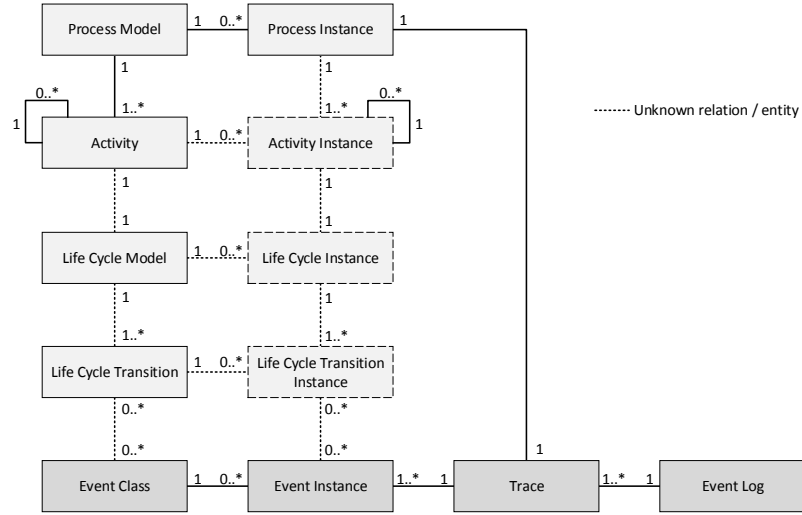 Process Model 1 0..* Process Instance 1
1 1
0..* 1..* 1..* 0..*
1 Activity 1 0..* Activity Instance 1
Unknown relation / entity
1 1
1 1
Life Cycle Model 1 0..* Life Cycle Instance
1 1
1..* 1..*
Life Cycle Transition 1 0..* Life Cycle Transition
Instance
0..* 0..*
0..* 0..* 1
Event Class 1 0..* Event Instance 1..* 1 Trace 1..* 1 Event Log